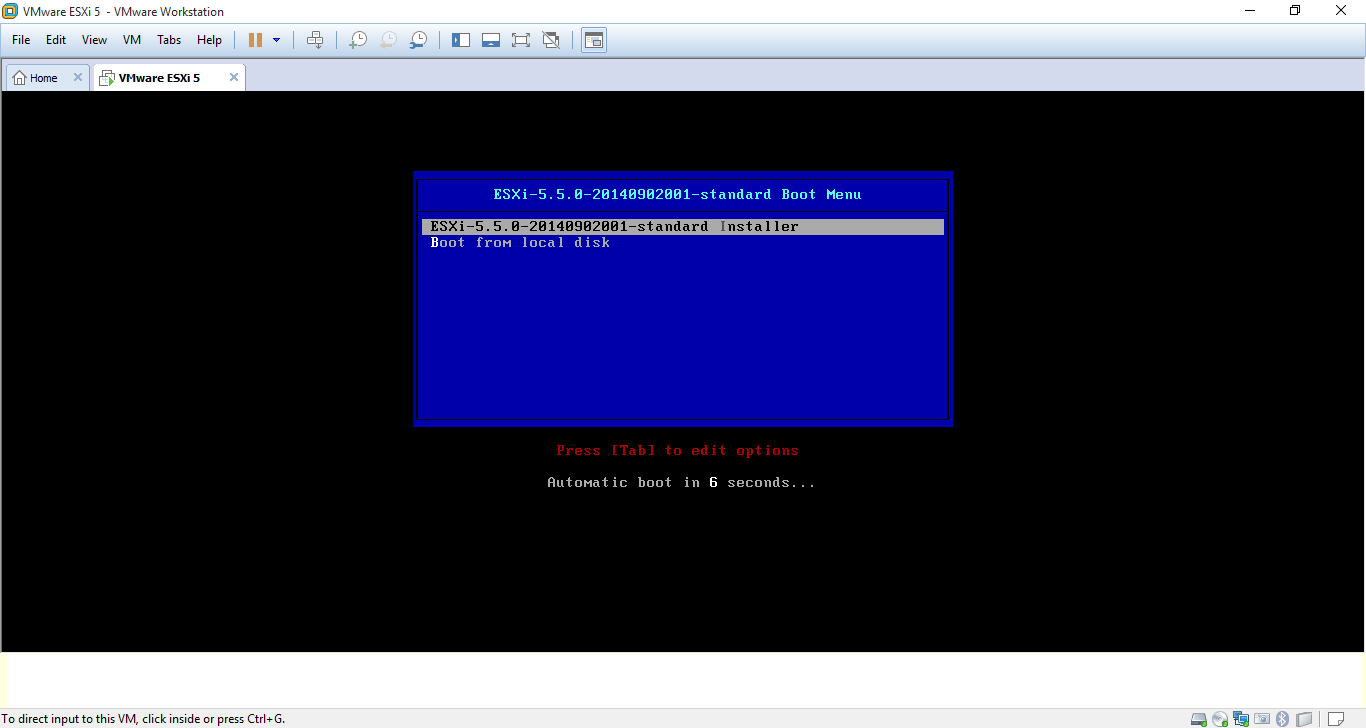 VMware ESXi 5 - VMware Workstation
File Edit View VM Tabs Help
Home VMware ESXi 5
ESXi-5.5.0-20140902001-standard Boot Menu
ESXi-5.5.0-20140902001-standard Installer
Boot from local disk
Press [Tab] to edit options
Automatic boot in 6 seconds...
To direct input to this VM, click inside or press Ctrl+G.